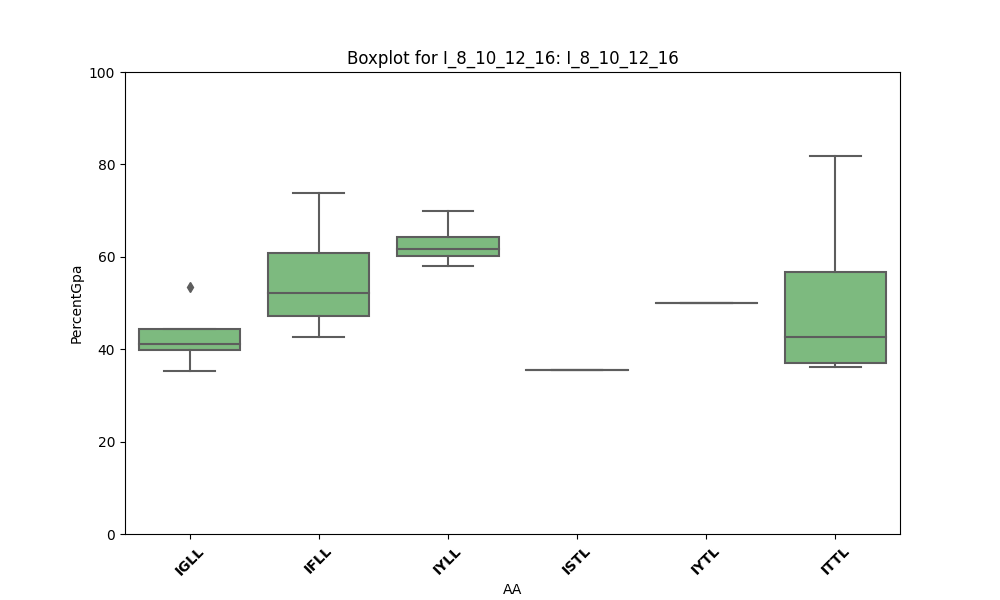 Boxplot for I_8_10_12_16: I_8_10_12_16
100
80
60
40
20
0
PercentGpa
IGLL
IFLL
IYLL
ISTL
IYTL
ITTL
AA